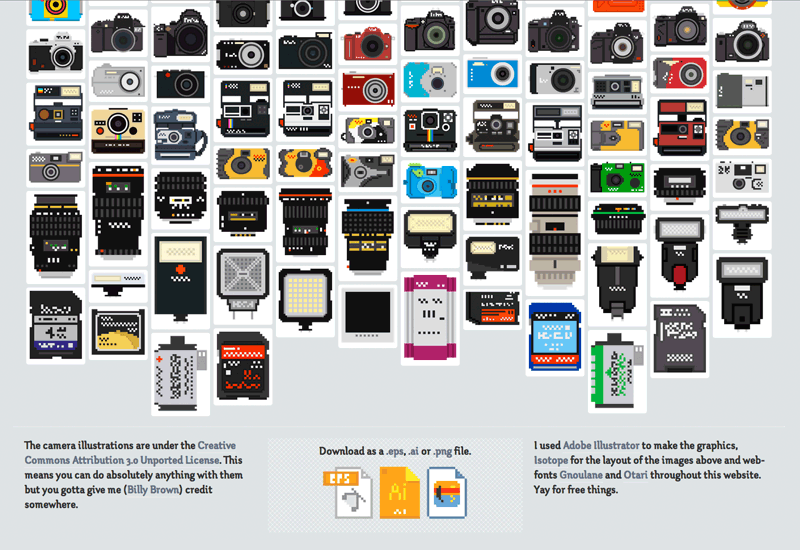 4
The camera illustrations are under the Creative
Commons Attribution 3.0 Unported License. This
means you can do absolutely anything with them
but you gotta give me (Billy Brown) credit
somewhere.
Download as a .eps, .ai or .png file.
EPS
Ai
I used Adobe Illustrator to make the graphics,
Isotope for the layout of the images above and web-
fonts Gnoulane and Otari throughout this website.
Yay for free things.